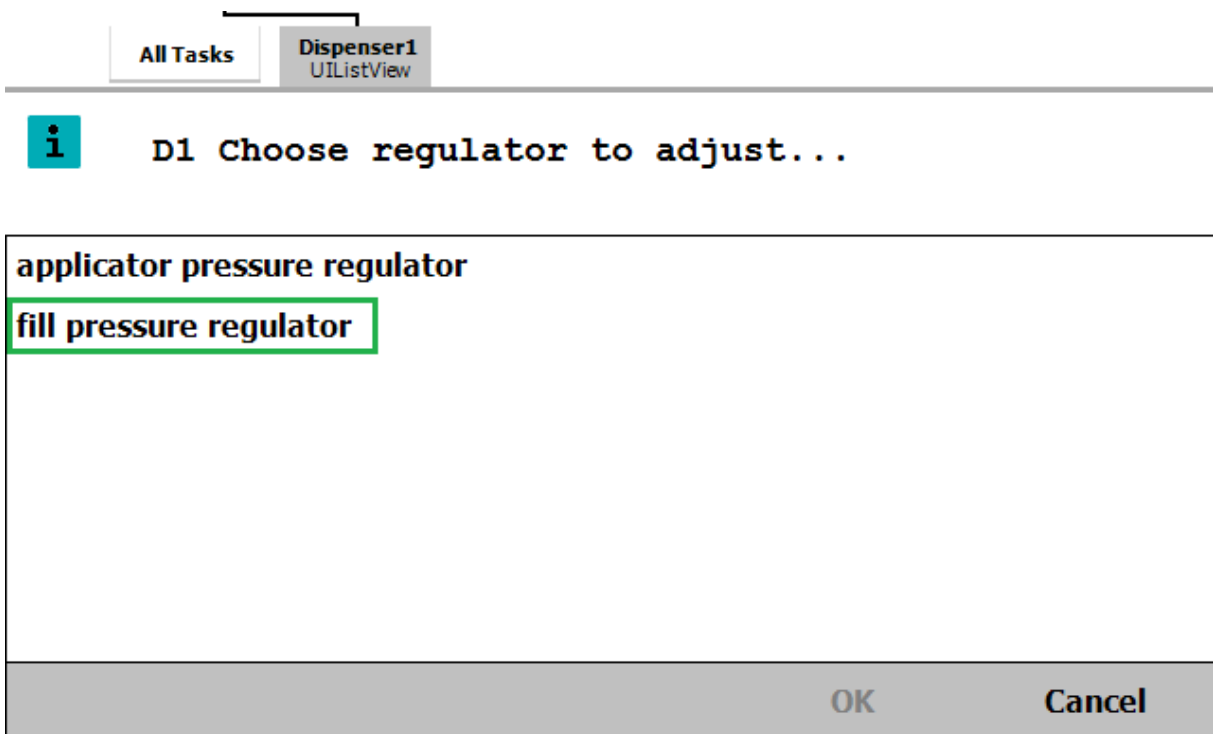 All Tasks
Dispenser1
UIListView
i
D1 Choose regulator to adjust...
applicator pressure regulator
fill pressure regulator
OK
Cancel